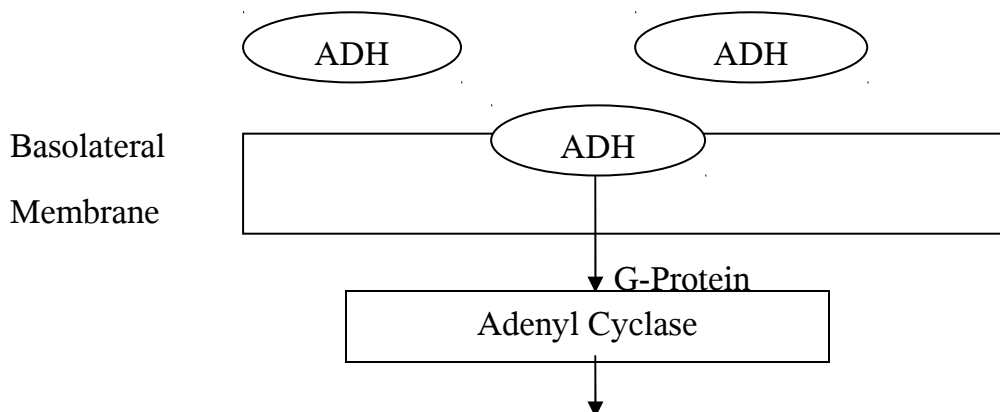 ADH
ADH
ADH
Basolateral
Membrane
G-Protein
Adenyl Cyclase